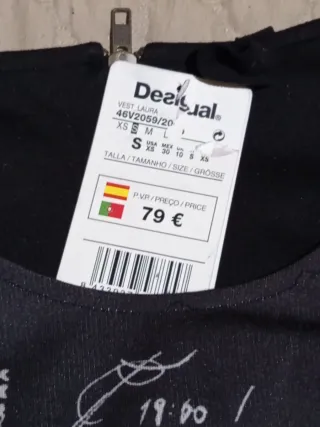 Desigual®
VEST_LAURA
46V2059/20
XS S M L
S USA XS MEX 30 10 S XS
TALLA / TAMANHO / SIZE / GRÖSSE
P.V.P / PREÇO / PRICE
79 €
19:00 /